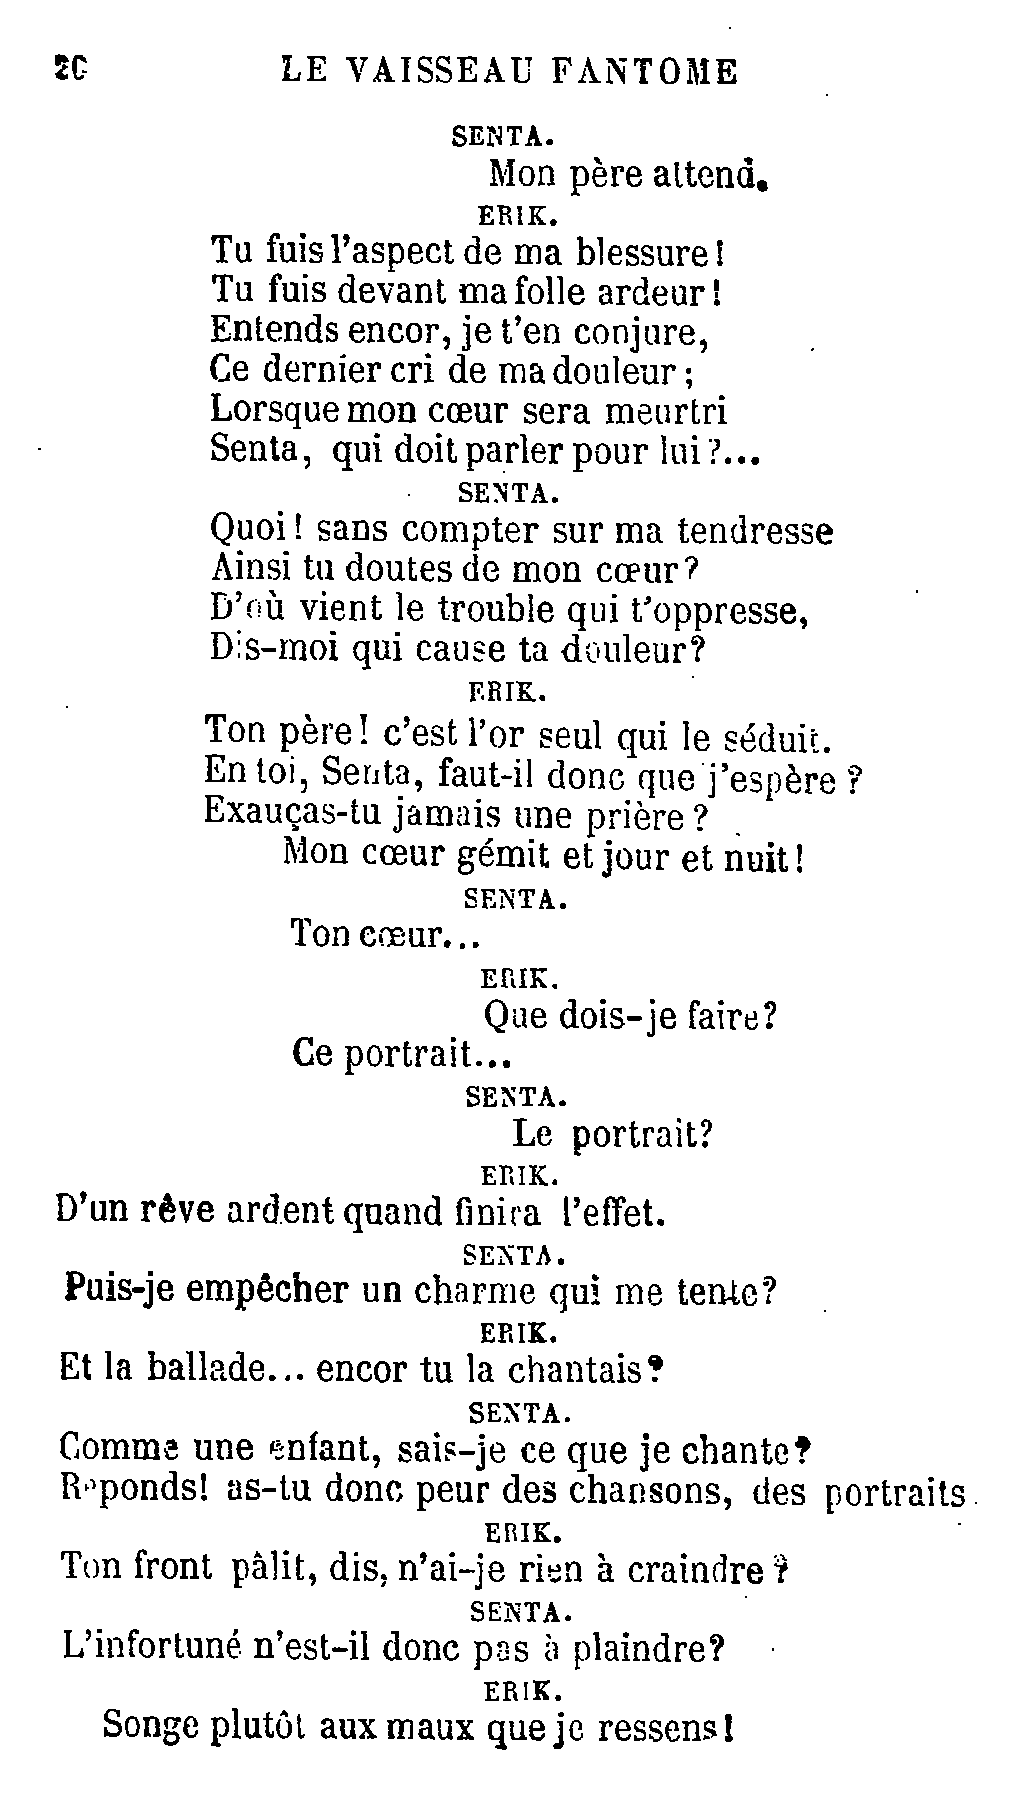 20 LE VAISSEAU FANTOME
SENTA.
Mon père attend.
ERIK.
Tu fuis l'aspect de ma blessure!
Tu fuis devant ma folle ardeur!
Entends encor, je t'en conjure,
Ce dernier cri de ma douleur;
Lorsque mon cœur sera meurtri
Senta, qui doit parler pour lui?...
SENTA.
Quoi! sans compter sur ma tendresse
Ainsi tu doutes de mon cœur?
D'où vient le trouble qui t'oppresse,
Dis-moi qui cause ta douleur?
ERIK.
Ton père! c'est l'or seul qui le séduit.
En toi, Senta, faut-il donc que j'espère?
Exauças-tu jamais une prière?
Mon cœur gémit et jour et nuit!
SENTA.
Ton cœur...
ERIK.
Que dois-je faire?
Ce portrait...
SENTA.
Le portrait?
ERIK.
D'un rêve ardent quand finira l'effet.
SENTA.
Puis-je empêcher un charme qui me tente?
ERIK.
Et la ballade... encor tu la chantais?
SENTA.
Comme une enfant, sais-je ce que je chante?
Réponds! as-tu donc peur des chansons, des portraits.
ERIK.
Ton front pâlit, dis, n'ai-je rien à craindre?
SENTA.
L'infortuné n'est-il donc pas à plaindre?
ERIK.
Songe plutôt aux maux que je ressens!